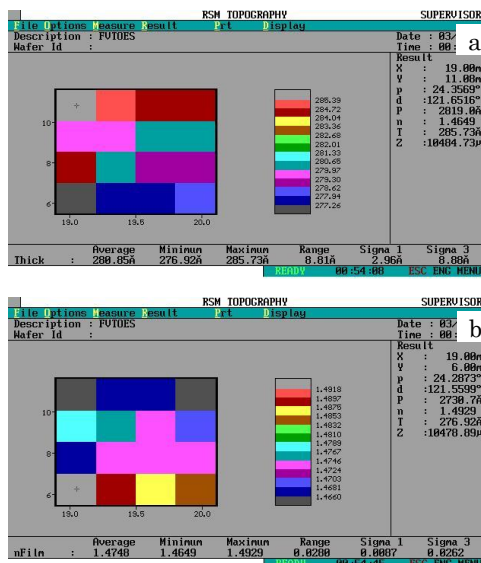 RSM TOPOGRAPHY SUPERVISOR
File Options Measure Result Prt Display
Description : FVTOES Date : 03/
Wafer Id : Time : 00:
a
Result
X : 19.00m
Y : 11.08m
p : 24.3569°
d :121.6516°
P : 2819.0Å
n : 1.4649
T : 285.73Å
Z :10484.73µ
285.39
284.72
284.04
283.36
282.68
282.01
281.33
280.65
279.97
279.30
278.62
277.94
277.26
10
8
6
19.0 19.5 20.0
Average Minimum Maximum Range Sigma 1 Sigma 3
Thick : 280.85Å 276.92Å 285.73Å 8.81Å 2.96Å 8.88Å
READY 00:54:08 ESC ENG MENU
RSM TOPOGRAPHY SUPERVISOR
File Options Measure Result Prt Display
Description : FVTOES Date : 03/
Wafer Id : Time : 00:
b
Result
X : 19.00m
Y : 6.00m
p : 24.2873°
d :121.5599°
P : 2730.7Å
n : 1.4929
T : 276.92Å
Z :10478.89µ
1.4918
1.4897
1.4875
1.4853
1.4832
1.4810
1.4789
1.4767
1.4746
1.4724
1.4703
1.4681
1.4660
10
8
6
19.0 19.5 20.0
Average Minimum Maximum Range Sigma 1 Sigma 3
nFilm : 1.4748 1.4649 1.4929 0.0280 0.0087 0.0262